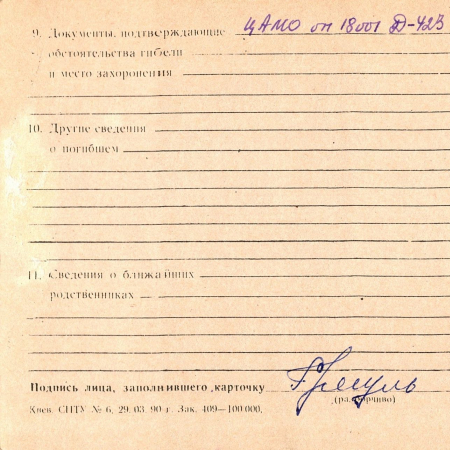 9. Документы, подтверждающие ЦАМО оп 18001 Д-423
обстоятельства гибели
и место захоронения
10. Другие сведения
о погибшем
11. Сведения о ближайших
родственниках
Подпись лица, заполнившего карточку
(разборчиво)
Киев. СПТУ № 6, 29. 03. 90 г. Зак. 409—100 000.